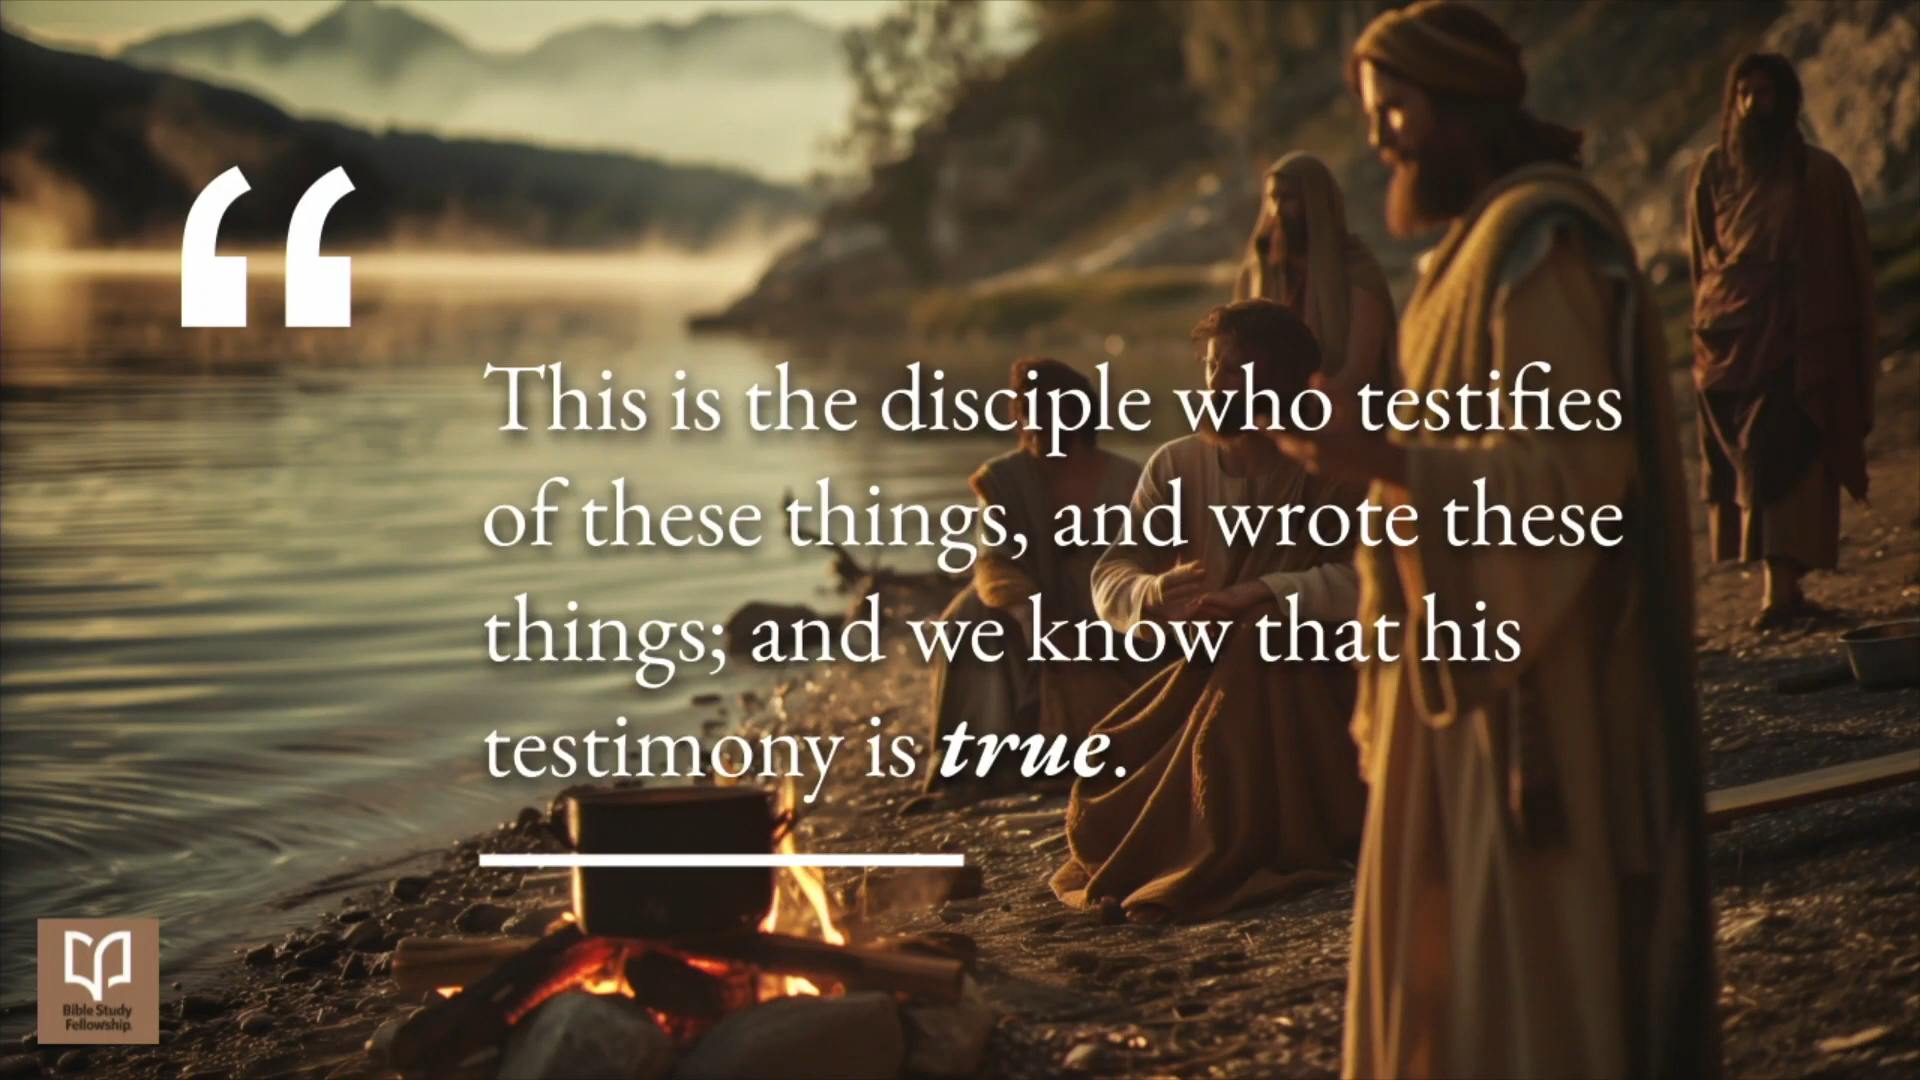 “
This is the disciple who testifies
of these things, and wrote these
things; and we know that his
testimony is true.
Bible Study
Fellowship